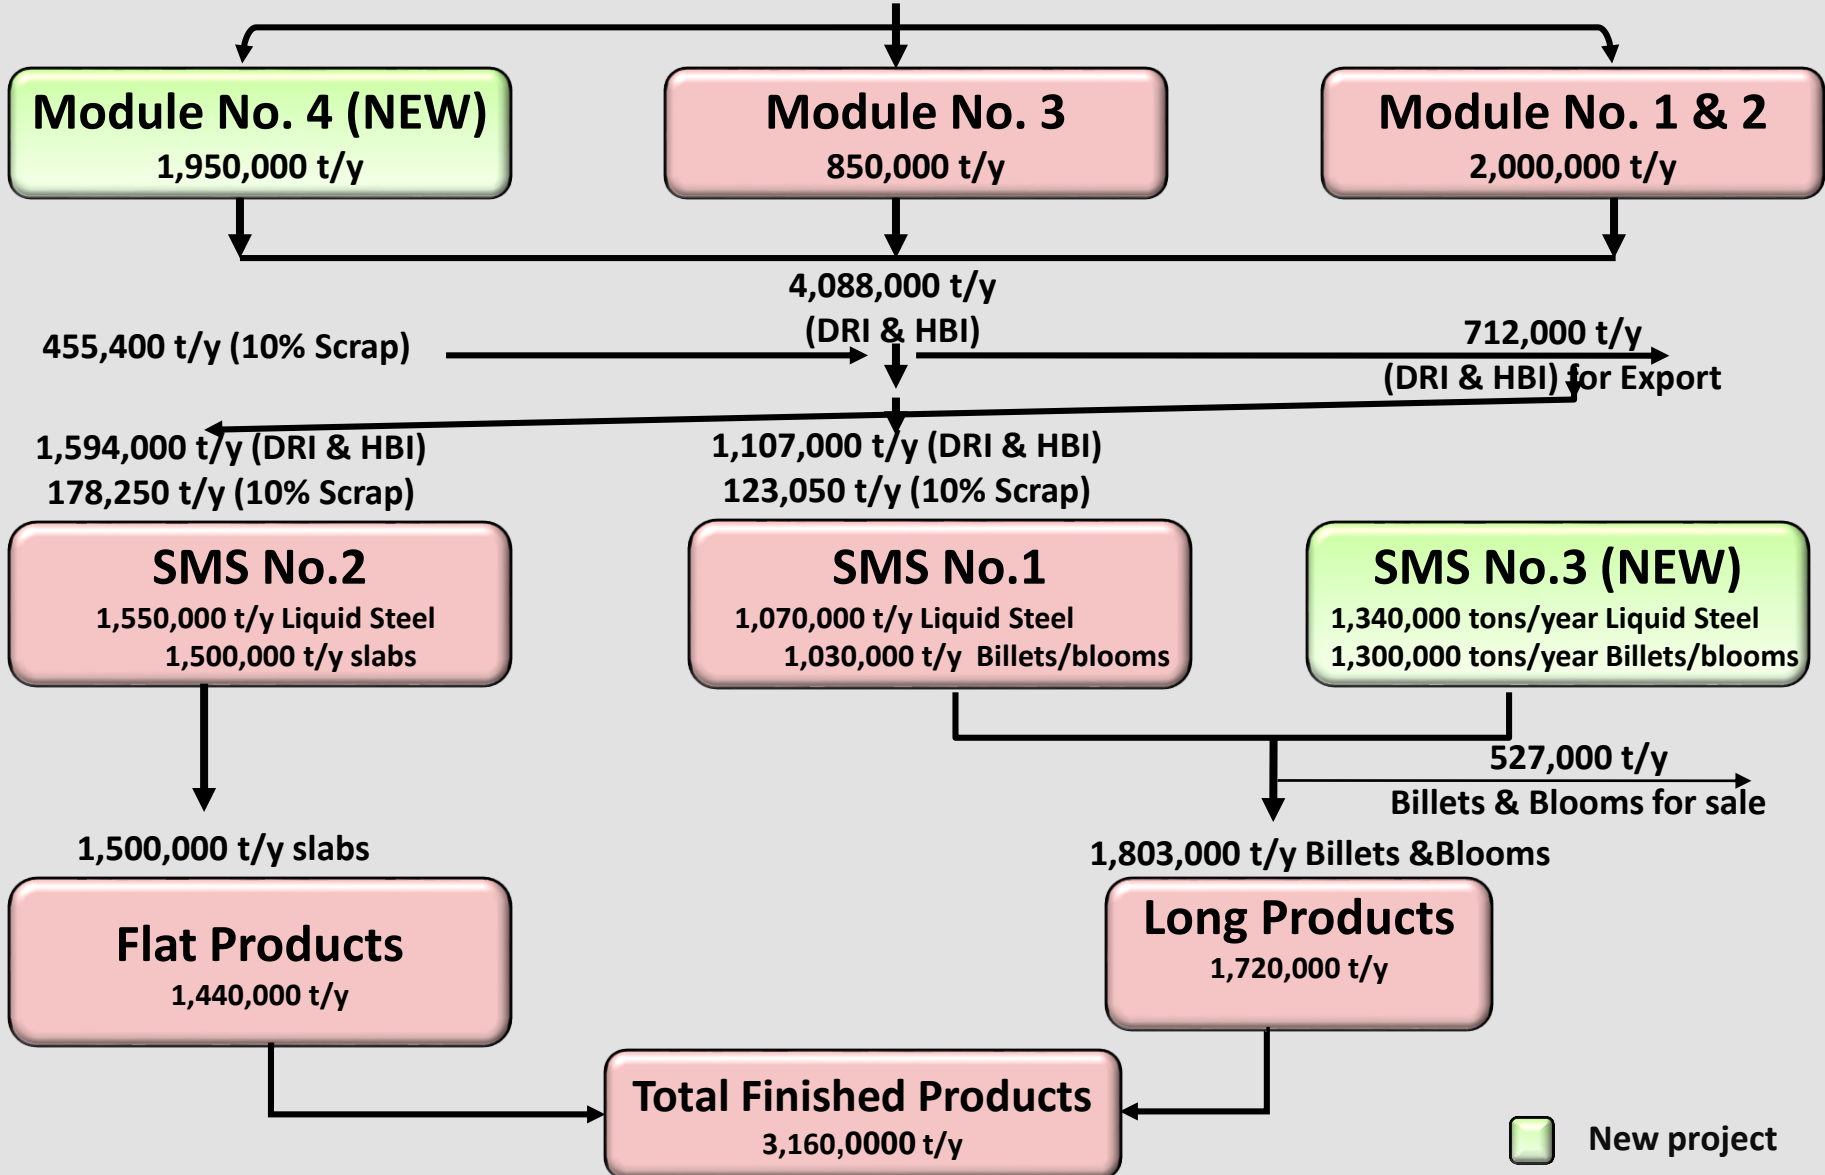 Module No. 4 (NEW)
1,950,000 t/y
Module No. 3
850,000 t/y
Module No. 1 & 2
2,000,000 t/y
4,088,000 t/y
(DRI & HBI)
455,400 t/y (10% Scrap)
712,000 t/y
(DRI & HBI) for Export
1,594,000 t/y (DRI & HBI)
178,250 t/y (10% Scrap)
1,107,000 t/y (DRI & HBI)
123,050 t/y (10% Scrap)
SMS No.2
1,550,000 t/y Liquid Steel
1,500,000 t/y slabs
SMS No.1
1,070,000 t/y Liquid Steel
1,030,000 t/y Billets/blooms
SMS No.3 (NEW)
1,340,000 tons/year Liquid Steel
1,300,000 tons/year Billets/blooms
527,000 t/y
Billets & Blooms for sale
1,500,000 t/y slabs
1,803,000 t/y Billets &Blooms
Flat Products
1,440,000 t/y
Long Products
1,720,000 t/y
Total Finished Products
3,160,0000 t/y
New project